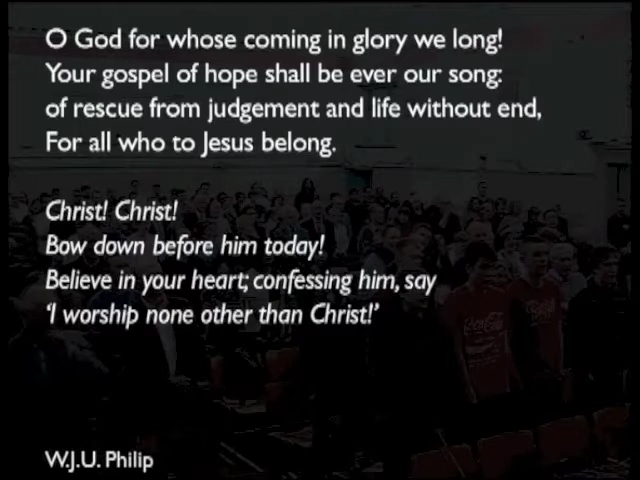 O God for whose coming in glory we long!
Your gospel of hope shall be ever our song:
of rescue from judgement and life without end,
For all who to Jesus belong.
Christ! Christ!
Bow down before him today!
Believe in your heart; confessing him, say
‘I worship none other than Christ!’
Coca-Cola
W.J.U. Philip